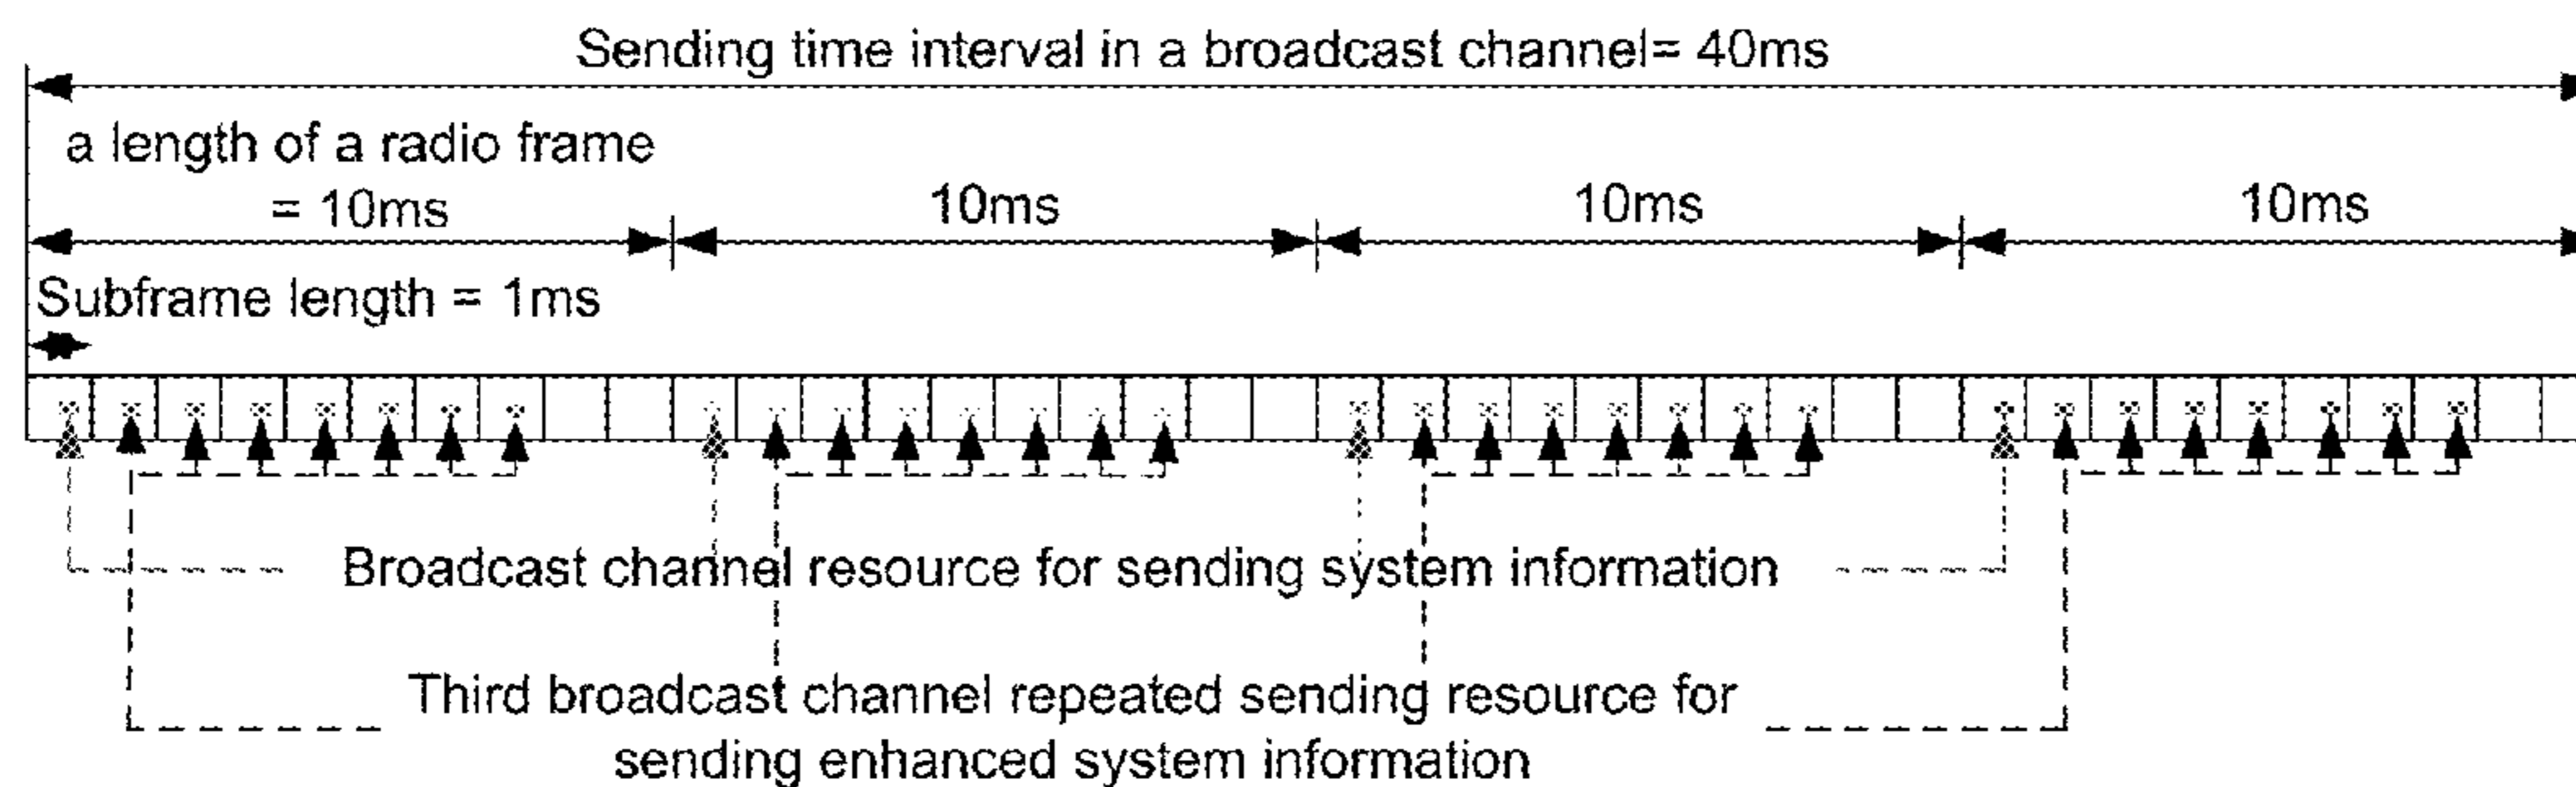 Sending time interval in a broadcast channel= 40ms
a length of a radio frame
= 10ms
10ms
10ms
10ms
Subframe length = 1ms
Broadcast channel resource for sending system information
Third broadcast channel repeated sending resource for
sending enhanced system information